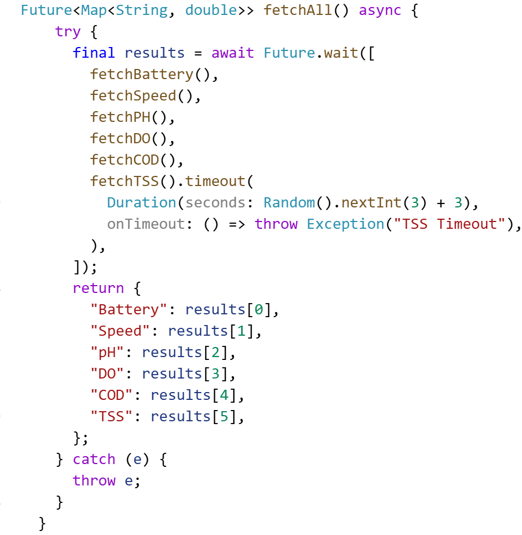 Future<Map<String, double>> fetchAll() async {
    try {
      final results = await Future.wait([
        fetchBattery(),
        fetchSpeed(),
        fetchPH(),
        fetchDO(),
        fetchCOD(),
        fetchTSS().timeout(
          Duration(seconds: Random().nextInt(3) + 3),
          onTimeout: () => throw Exception("TSS Timeout"),
        ),
      ]);
      return {
        "Battery": results[0],
        "Speed": results[1],
        "pH": results[2],
        "DO": results[3],
        "COD": results[4],
        "TSS": results[5],
      };
    } catch (e) {
      throw e;
    }
  }